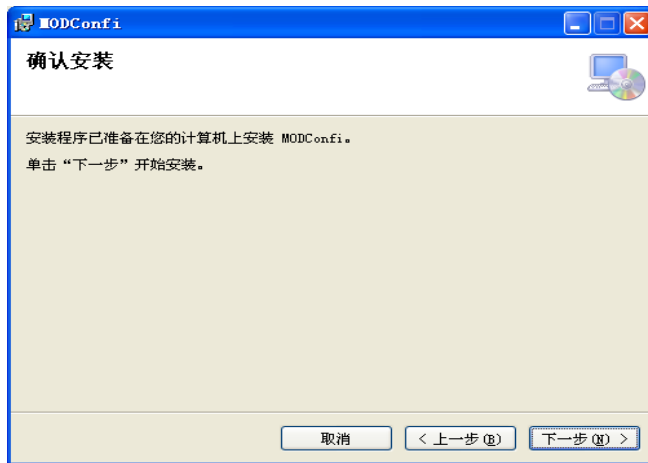 MODConfi
确认安装
安装程序已准备在您的计算机上安装 MODConfi。
单击“下一步”开始安装。
取消
< 上一步(B)
下一步(N) >